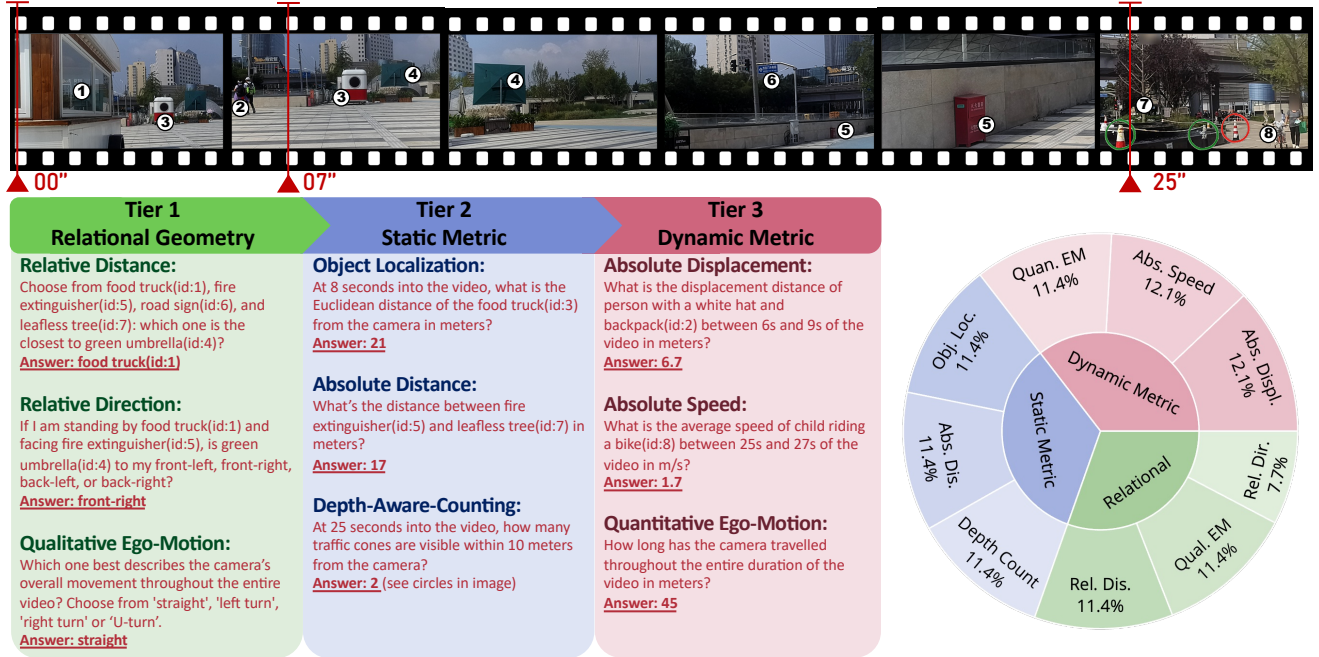 1
3
2
3
4
4
6
5
5
7
8
00”
07”
25”
Tier 1
Relational Geometry
Tier 2
Static Metric
Tier 3
Dynamic Metric
Relative Distance:
Choose from food truck(id:1), fire
extinguisher(id:5), road sign(id:6), and
leafless tree(id:7): which one is the
closest to green umbrella(id:4)?
Answer: food truck(id:1)
Relative Direction:
If I am standing by food truck(id:1) and
facing fire extinguisher(id:5), is green
umbrella(id:4) to my front-left, front-right,
back-left, or back-right?
Answer: front-right
Qualitative Ego-Motion:
Which one best describes the camera’s
overall movement throughout the entire
video? Choose from 'straight', 'left turn',
'right turn' or ‘U-turn’.
Answer: straight
Object Localization:
At 8 seconds into the video, what is the
Euclidean distance of the food truck(id:3)
from the camera in meters?
Answer: 21
Absolute Distance:
What’s the distance between fire
extinguisher(id:5) and leafless tree(id:7) in
meters?
Answer: 17
Depth-Aware-Counting:
At 25 seconds into the video, how many
traffic cones are visible within 10 meters
from the camera?
Answer: 2 (see circles in image)
Absolute Displacement:
What is the displacement distance of
person with a white hat and
backpack(id:2) between 6s and 9s of the
video in meters?
Answer: 6.7
Absolute Speed:
What is the average speed of child riding
a bike(id:8) between 25s and 27s of the
video in m/s?
Answer: 1.7
Quantitative Ego-Motion:
How long has the camera travelled
throughout the entire duration of the
video in meters?
Answer: 45
Quan. EM
11.4%
Abs. Speed
12.1%
Abs. Displ.
12.1%
Rel. Dir.
7.7%
Qual. EM
11.4%
Rel. Dis.
11.4%
Depth Count
11.4%
Abs. Dis.
11.4%
Obj. Loc.
11.4%
Dynamic Metric
Static Metric
Relational